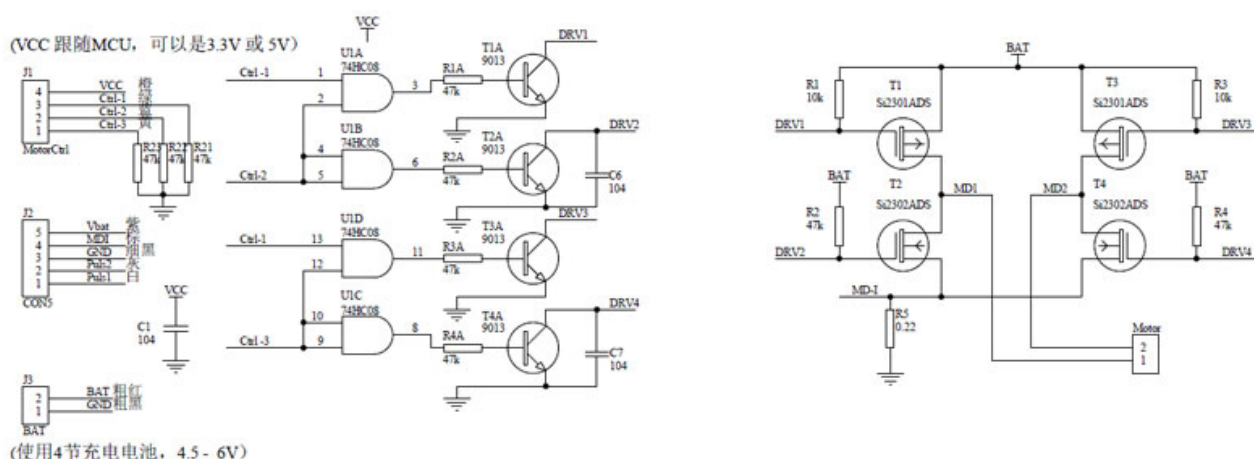 (VCC 跟随MCU，可以是3.3V 或 5V）
J1
4 VCC 橙
3 Ctrl-1
2 Ctrl-2
1 Ctrl-3 黄
MotorCtrl
R23 R22 R21
47k 47k 47k
J2
5 Vbat 紫
4 MDI
3 GND 黑
2 Puls2 灰
1 Puls1 白
CON5
VCC
C1
104
J3
2 BAT 粗红
1 GND 粗黑
BAT
(使用4节充电电池，4.5 - 6V）
VCC
U1A
74HC08
Ctrl -1 1 2 3
R1A
47k
T1A
9013
DRV1
U1B
74HC08
Ctrl-2 4 5 6
R2A
47k
T2A
9013
DRV2
C6
104
U1D
74HC08
Ctrl-1 13 12 11
R3A
47k
T3A
9013
DRV3
U1C
74HC08
Ctrl -3 10 9 8
R4A
47k
T4A
9013
DRV4
C7
104
BAT
R1
10k
T1
Si2301ADS
T3
Si2301ADS
R3
10k
DRV1
DRV3
BAT
R2
47k
T2
Si2302ADS
MD1
MD2
T4
Si2302ADS
BAT
R4
47k
DRV2
DRV4
MD-I
R5
0.22
Motor
2
1